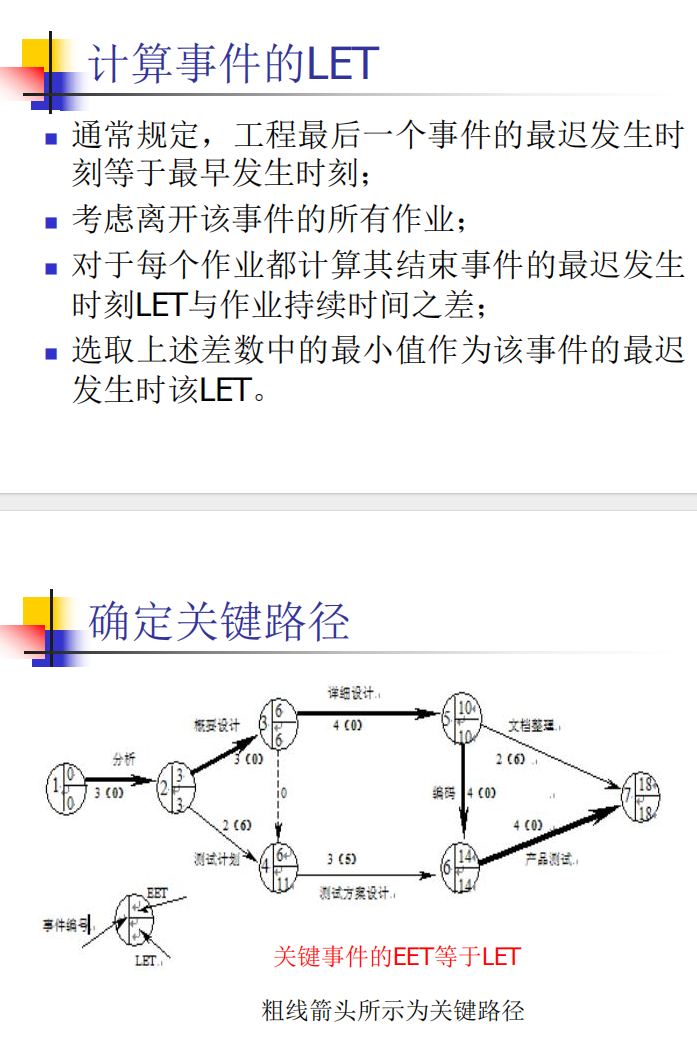 计算事件的LET
通常规定，工程最后一个事件的最迟发生时
刻等于最早发生时刻；
考虑离开该事件的所有作业；
对于每个作业都计算其结束事件的最迟发生
时刻LET与作业持续时间之差；
选取上述差数中的最小值作为该事件的最迟
发生时该LET。
确定关键路径
详细设计
4 (0)
3 6 6
5 10 10
概要设计
3 (0)
文档整理
2 (6)
分析
3 (0)
1 0 0
2 3 3
0
编码 4 (0)
7 18 18
2 (6)
测试计划
4 (0)
产品测试
4 6 11
3 (5)
测试方案设计
6 14 14
EET
事件编号
LET
关键事件的EET等于LET
粗线箭头所示为关键路径